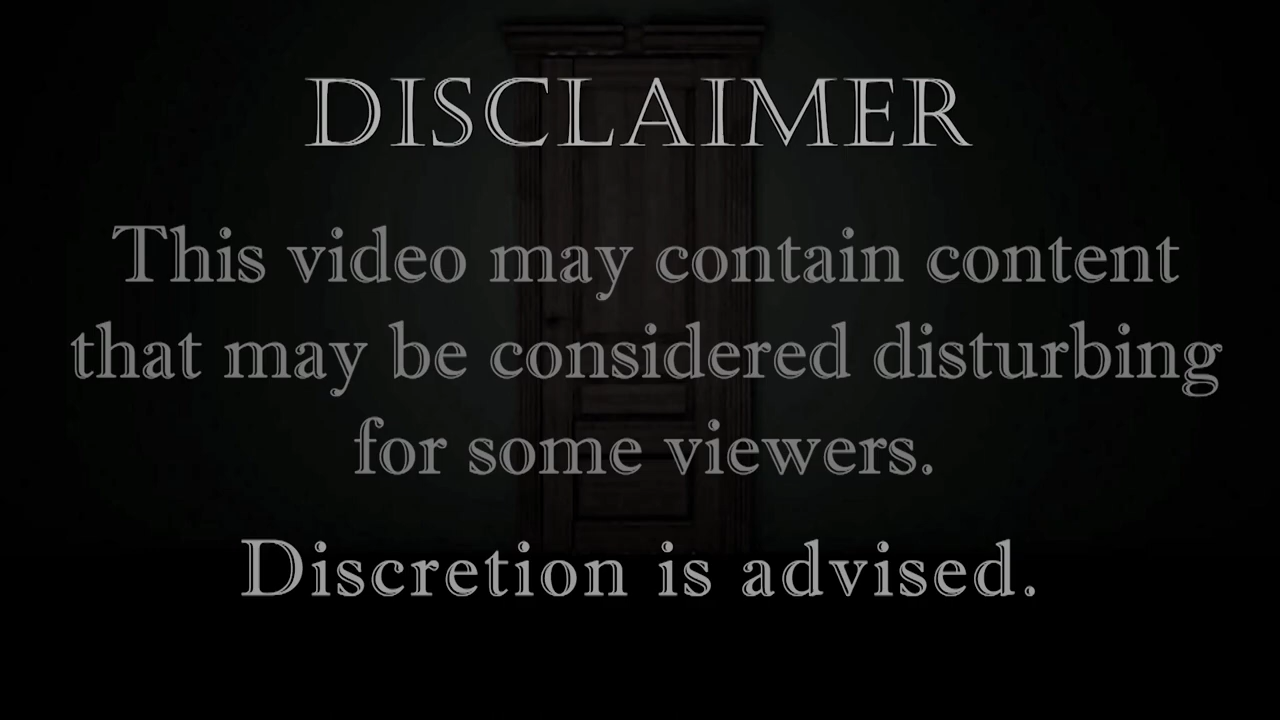 DISCLAIMER
This video may contain content
that may be considered disturbing
for some viewers.
Discretion is advised.